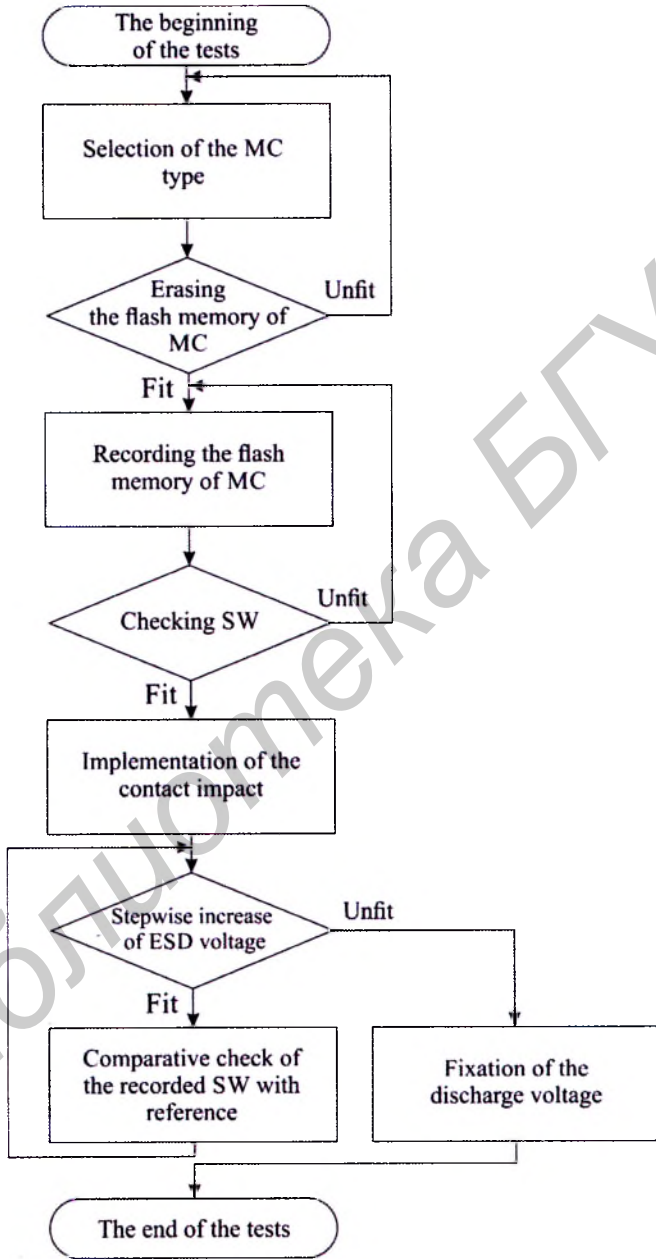 The beginning
of the tests
Selection of the MC
type
Erasing
the flash memory of
MC
Unfit
Fit
Recording the flash
memory of MC
Checking SW
Unfit
Fit
Implementation of the
contact impact
Stepwise increase
of ESD voltage
Unfit
Fit
Comparative check of
the recorded SW with
reference
Fixation of the
discharge voltage
The end of the tests